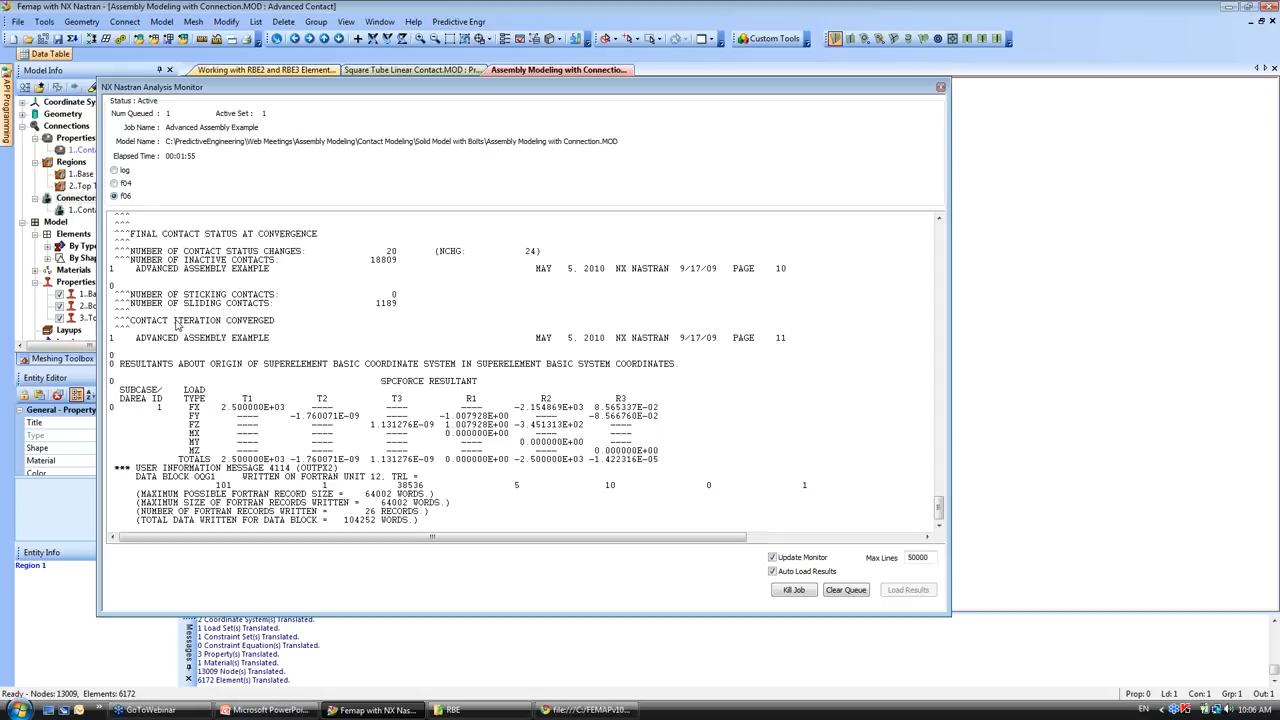 Femap with NX Nastran - [Assembly Modeling with Connection.MOD : Advanced Contact]
File Tools Geometry Connect Model Mesh Modify List Delete Group View Window Help Predictive Engr
Custom Tools
Data Table
Model Info
Working with RBE2 and RBE3 Element... Square Tube Linear Contact.MOD : Pr... Assembly Modeling with Connectio...
API Programming
Coordinate Sy
Geometry
Connections
Properties
1..Conta
Regions
1..Base
2..Top T
Connector
1..Conta
Model
Elements
By Type
By Shap
Materials
Properties
1..Ba
2..Bo
3..To
Layups
Meshing Toolbox
Entity Editor
General - Property
Title
Type
Shape
Material
Color
Entity Info
Region 1
NX Nastran Analysis Monitor
Status : Active
Num Queued : 1 Active Set : 1
Job Name : Advanced Assembly Example
Model Name : C:\PredictiveEngineering\Web Meetings\Assembly Modeling\Contact Modeling\Solid Model with Bolts\Assembly Modeling with Connection.MOD
Elapsed Time : 00:01:55
log
f04
f06
^^^
^^^
^^^FINAL CONTACT STATUS AT CONVERGENCE
^^^
^^^NUMBER OF CONTACT STATUS CHANGES: 20 (NCHG: 24)
^^^NUMBER OF INACTIVE CONTACTS: 18809
1 ADVANCED ASSEMBLY EXAMPLE MAY 5, 2010 NX NASTRAN 9/17/09 PAGE 10
0
^^^NUMBER OF STICKING CONTACTS: 0
^^^NUMBER OF SLIDING CONTACTS: 1189
^^^
^^^CONTACT ITERATION CONVERGED
^^^
1 ADVANCED ASSEMBLY EXAMPLE MAY 5, 2010 NX NASTRAN 9/17/09 PAGE 11
0
0 RESULTANTS ABOUT ORIGIN OF SUPERELEMENT BASIC COORDINATE SYSTEM IN SUPERELEMENT BASIC SYSTEM COORDINATES.
0 SPCFORCE RESULTANT
SUBCASE/ LOAD
DAREA ID TYPE T1 T2 T3 R1 R2 R3
0 1 FX 2.500000E+03 ---- ---- ---- -2.154869E+03 8.565337E-02
FY ---- -1.760071E-09 ---- -1.007928E+00 ---- -8.566760E-02
FZ ---- ---- 1.131276E-09 1.007928E+00 -3.451313E+02 ----
MX ---- ---- ---- 0.000000E+00 ---- ----
MY ---- ---- ---- ---- 0.000000E+00 ----
MZ ---- ---- ---- ---- ---- 0.000000E+00
TOTALS 2.500000E+03 -1.760071E-09 1.131276E-09 0.000000E+00 -2.500000E+03 -1.422316E-05
*** USER INFORMATION MESSAGE 4114 (OUTPX2)
DATA BLOCK OQG1 WRITTEN ON FORTRAN UNIT 12, TRL =
101 1 38536 5 10 0 1
(MAXIMUM POSSIBLE FORTRAN RECORD SIZE = 64002 WORDS.)
(MAXIMUM SIZE OF FORTRAN RECORDS WRITTEN = 64002 WORDS.)
(NUMBER OF FORTRAN RECORDS WRITTEN = 26 RECORDS.)
(TOTAL DATA WRITTEN FOR DATA BLOCK = 104252 WORDS.)
Update Monitor Max Lines 50000
Auto Load Results
Kill Job Clear Queue Load Results
Messages
2 Coordinate System(s) Translated.
1 Load Set(s) Translated.
1 Constraint Set(s) Translated.
0 Constraint Equation(s) Translated.
3 Property(s) Translated.
1 Material(s) Translated.
13009 Node(s) Translated.
6172 Element(s) Translated.
Ready - Nodes: 13009, Elements: 6172 Prop: 0 Ld: 1 Con: 1 Grp: 1 Out: 1
GoToWebinar Microsoft PowerPoi... Femap with NX Nas... RBE file:///C:/FEMAPv10... EN 10:06 AM